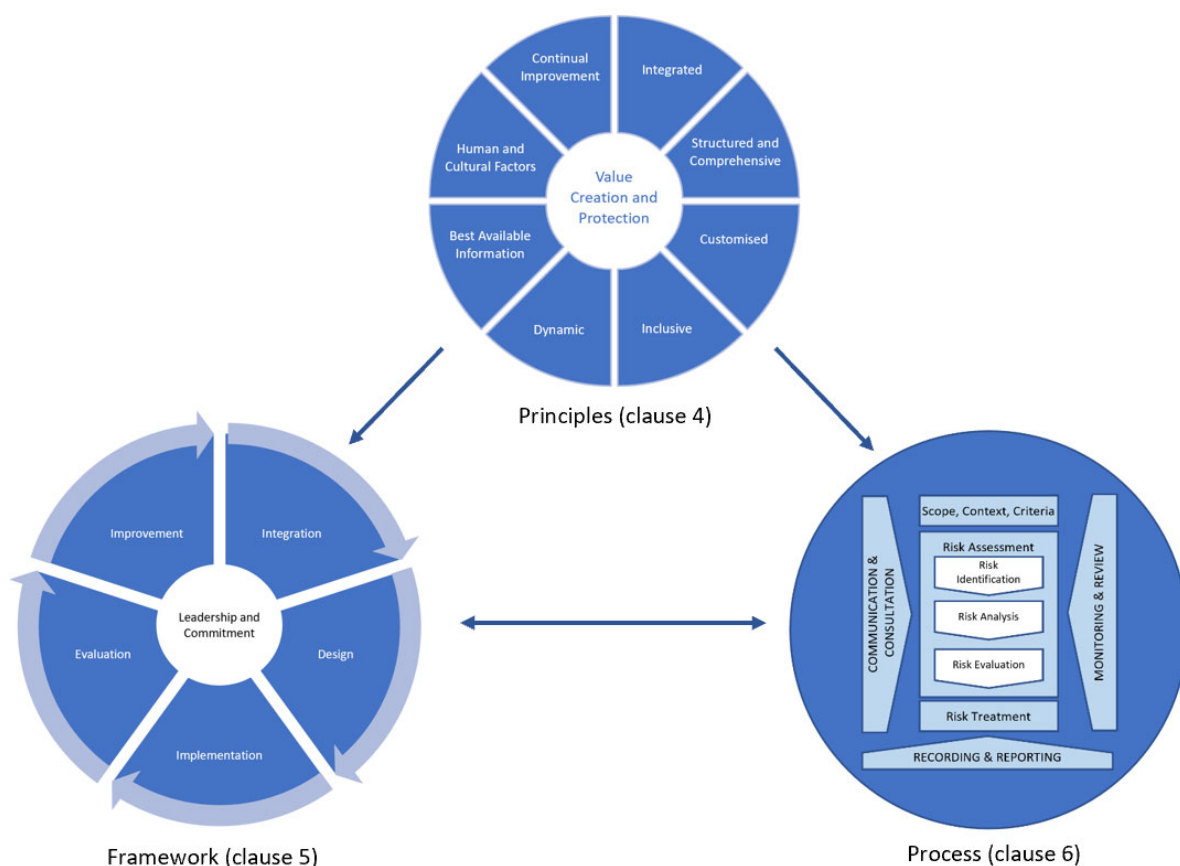 Continual
Improvement
Integrated
Human and
Cultural Factors
Structured and
Comprehensive
Value
Creation and
Protection
Best Available
Information
Customised
Dynamic
Inclusive
Principles (clause 4)
Improvement
Integration
Leadership and
Commitment
Evaluation
Design
Implementation
Framework (clause 5)
Scope, Context, Criteria
Risk Assessment
Risk
Identification
Risk Analysis
Risk Evaluation
Risk Treatment
COMMUNICATION &
CONSULTATION
MONITORING & REVIEW
RECORDING & REPORTING
Process (clause 6)